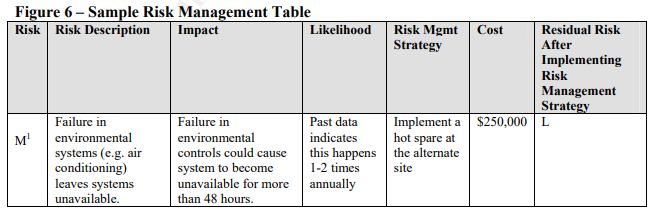 Figure 6 – Sample Risk Management Table
Risk Risk Description Impact Likelihood Risk Mgmt Strategy Cost Residual Risk After Implementing Risk Management Strategy
M¹
Failure in
environmental
systems (e.g. air
conditioning)
leaves systems
unavailable.
Failure in
environmental
controls could cause
system to become
unavailable for more
than 48 hours.
Past data
indicates
this happens
1-2 times
annually
Implement a
hot spare at
the alternate
site
$250,000
L